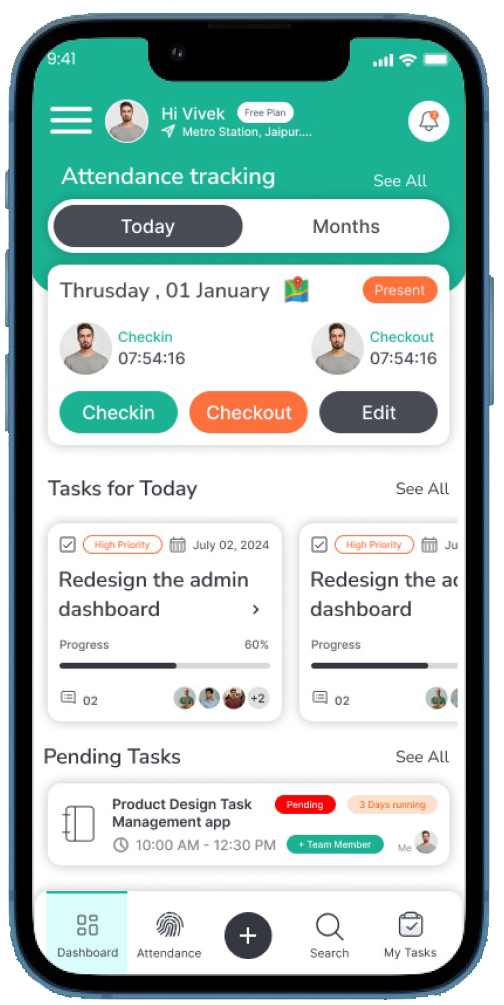 9:41
Hi Vivek Free Plan
Metro Station, Jaipur....
Attendance tracking See All
Today Months
Thrusday , 01 January Present
Checkin Checkout
07:54:16 07:54:16
Checkin Checkout Edit
Tasks for Today See All
High Priority July 02, 2024 High Priority Ju
Redesign the admin Redesign the ad
dashboard dashboard
Progress 60% Progress
02 +2 02
Pending Tasks See All
Product Design Task Pending 3 Days running
Management app
10:00 AM - 12:30 PM + Team Member Me
Dashboard Attendance Search My Tasks